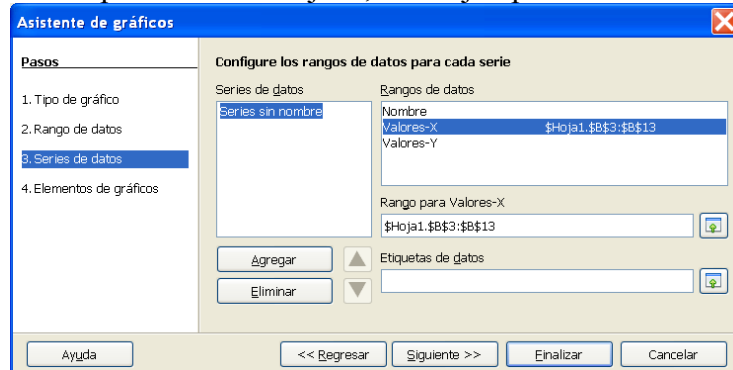 Asistente de gráficos
Pasos
1. Tipo de gráfico
2. Rango de datos
3. Series de datos
4. Elementos de gráficos
Configure los rangos de datos para cada serie
Series de datos
Series sin nombre
Agregar
Eliminar
Rangos de datos
Nombre
Valores-X $Hoja1.$B$3:$B$13
Valores-Y
Rango para Valores-X
$Hoja1.$B$3:$B$13
Etiquetas de datos
Ayuda
<< Regresar
Siguiente >>
Finalizar
Cancelar